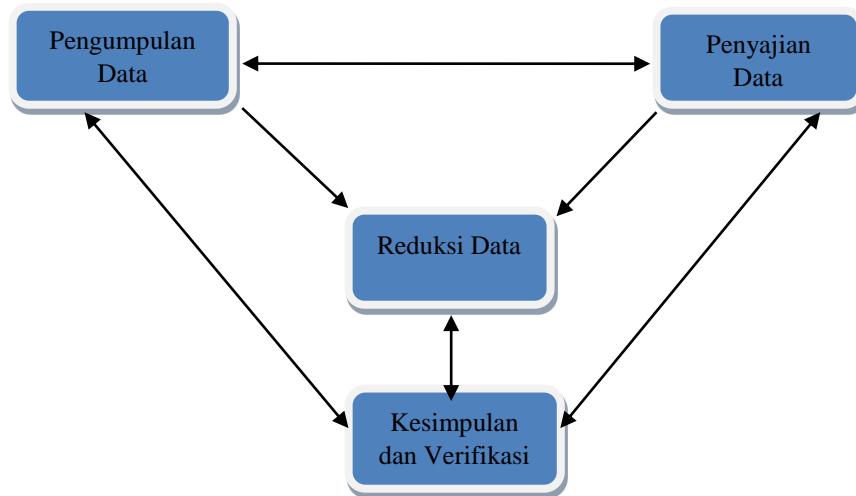 Pengumpulan
Data
Penyajian
Data
Reduksi Data
Kesimpulan
dan Verifikasi